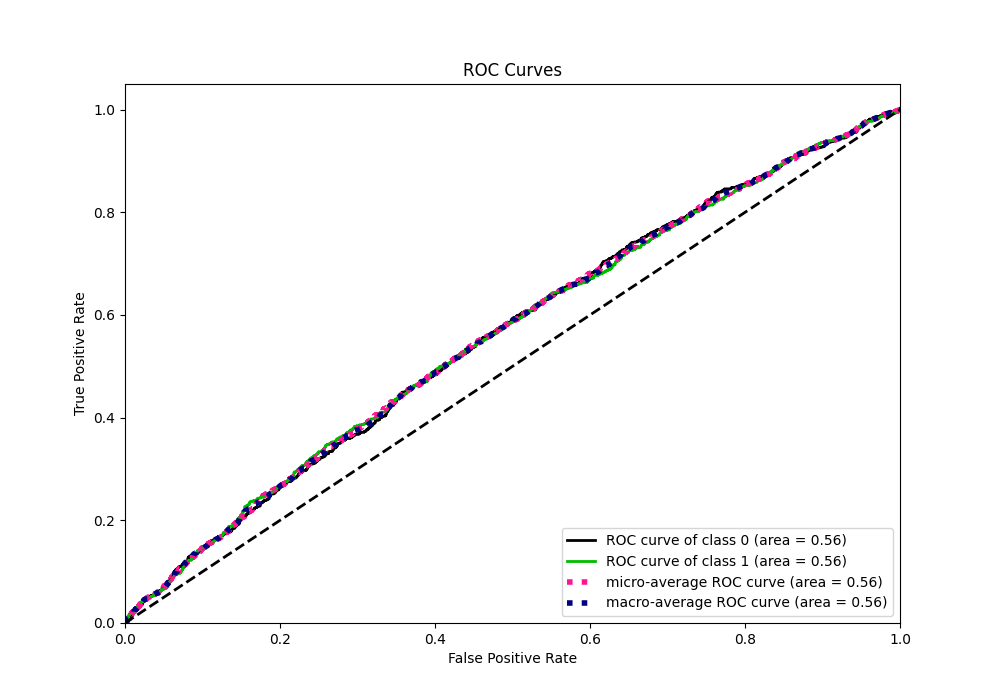 ROC Curves
True Positive Rate
1.0
0.8
0.6
0.4
0.2
0.0
ROC curve of class 0 (area = 0.56)
ROC curve of class 1 (area = 0.56)
micro-average ROC curve (area = 0.56)
macro-average ROC curve (area = 0.56)
0.0 0.2 0.4 0.6 0.8 1.0
False Positive Rate